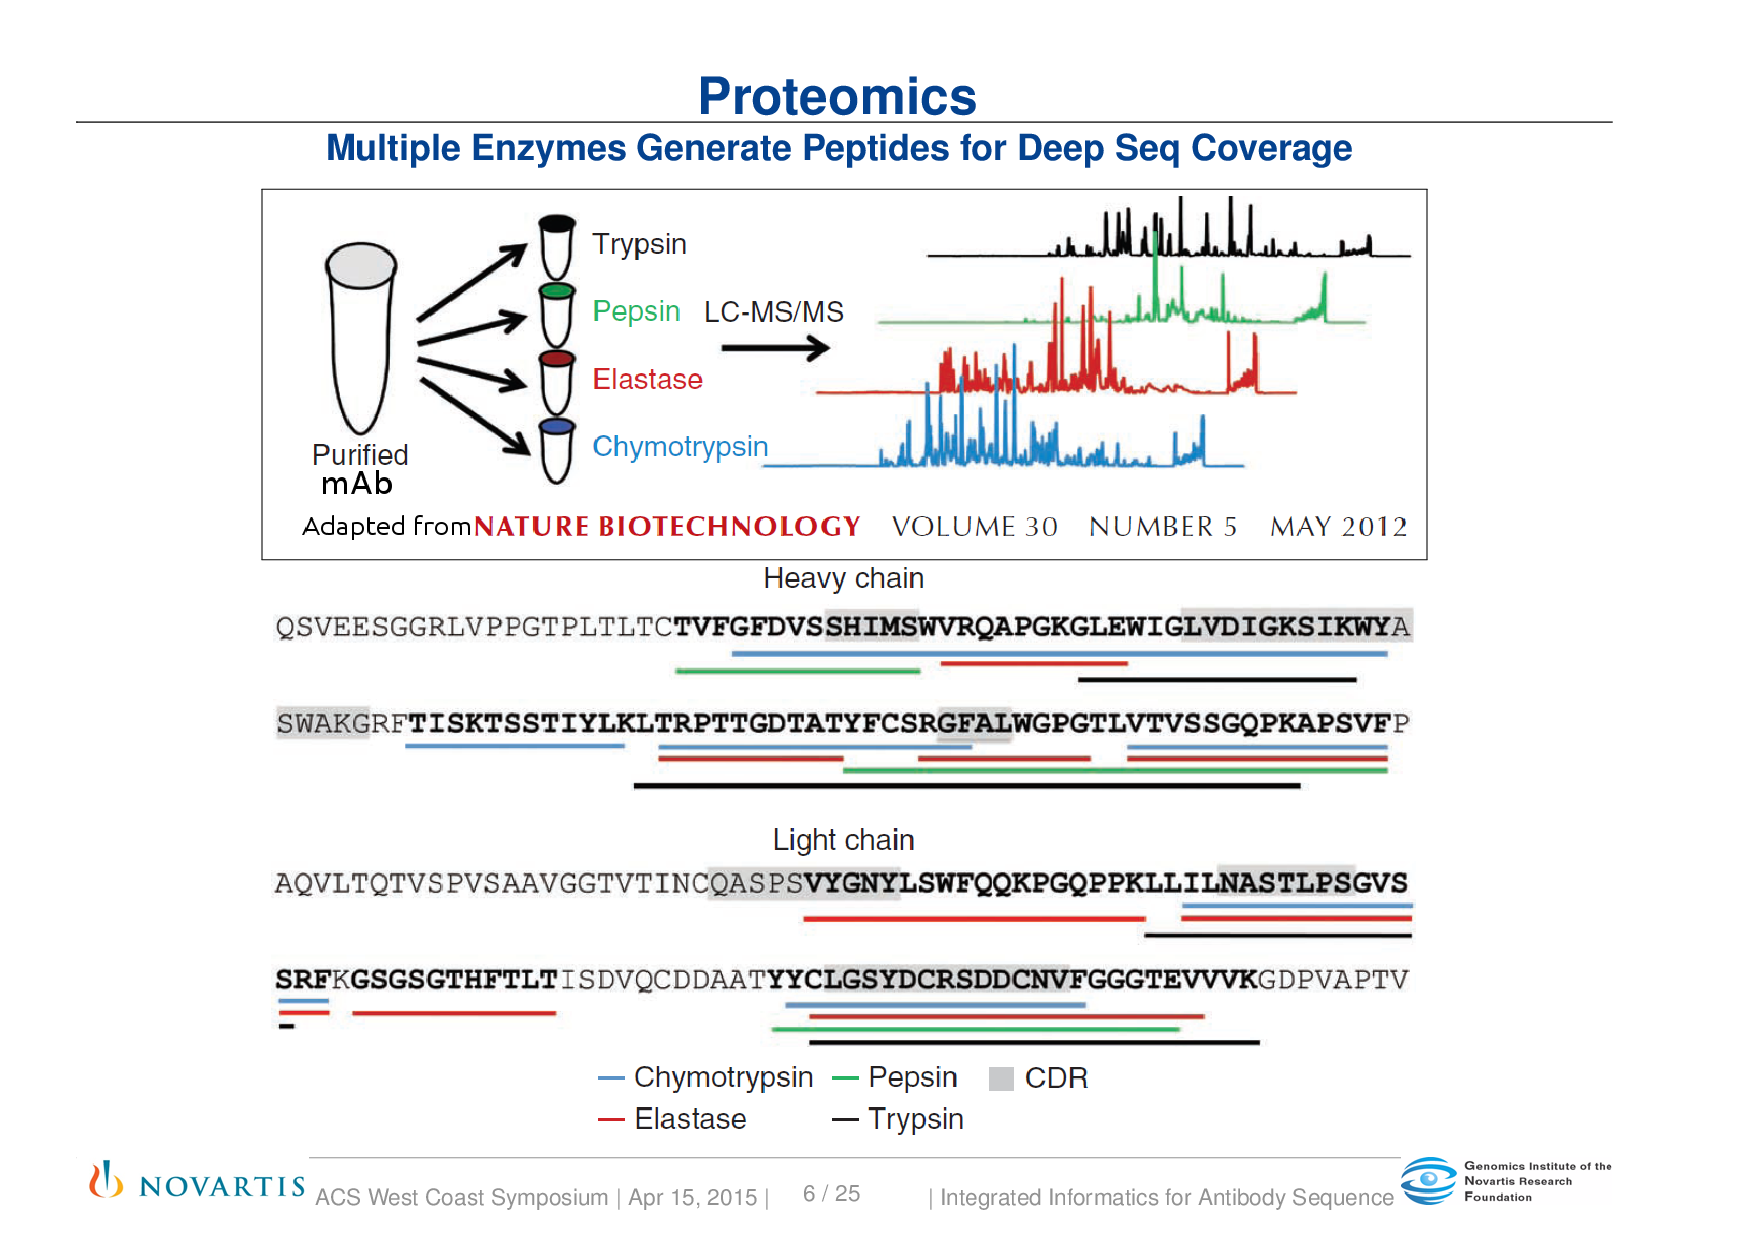 Proteomics
Multiple Enzymes Generate Peptides for Deep Seq Coverage
Trypsin
Pepsin LC-MS/MS
Elastase
Chymotrypsin
Purified
mAb
Adapted from NATURE BIOTECHNOLOGY VOLUME 30 NUMBER 5 MAY 2012
Heavy chain
QSVEESGGRLVPPGTPLTLTCTVFGFDVSSHIMSWVRQAPGKGLEWIGLVDIGKSIKWYA
SWAKGRFTISKTSSTIYLKLTRPTTGDTATYFCSRGFALWGPGTLVTVSSGQPKAPSVFP
Light chain
AQVLTQTVSPVSAAVGGTVTINCQASPSVYGNYLSWFQQKPGQPPKLLILNASTLPSGVS
SRFKGSGSGTHFTLTISDVQCDDAATYYCLGSYDCRSDDCNVFGGGTEVVVKGDPVAPTV
Chymotrypsin Pepsin CDR
Elastase Trypsin
NOVARTIS ACS West Coast Symposium | Apr 15, 2015 | 6 / 25 | Integrated Informatics for Antibody Sequence
Genomics Institute of the
Novartis Research
Foundation